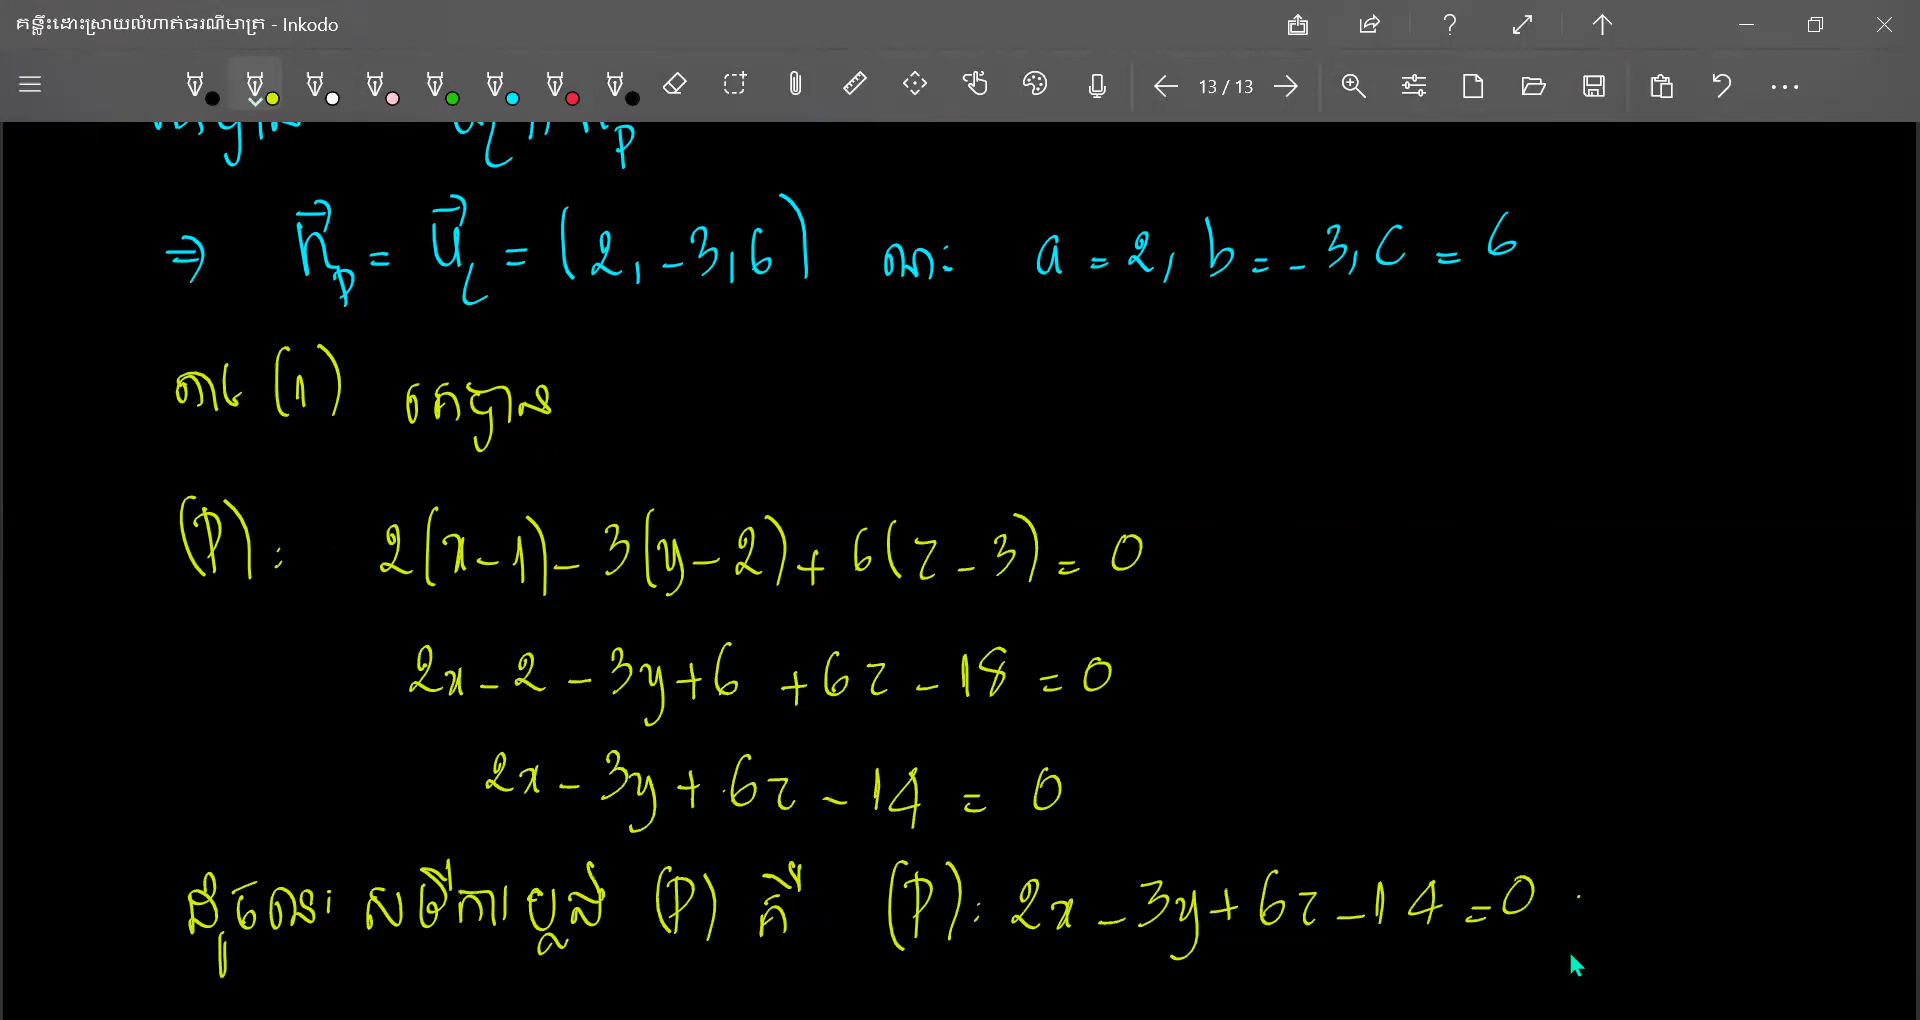 គន្លឹះដោះស្រាយលំហាត់ធរណីមាត្រ - Inkodo
13 / 13
⇒ n⃗p = u⃗L = (2, -3, 6) នោះ a = 2, b = -3, c = 6
តាម (1) គេបាន
(P): 2(x - 1) - 3(y - 2) + 6(z - 3) = 0
2x - 2 - 3y + 6 + 6z - 18 = 0
2x - 3y + 6z - 14 = 0
ដូចនេះ សមីការប្លង់ (P) គឺ (P): 2x - 3y + 6z - 14 = 0